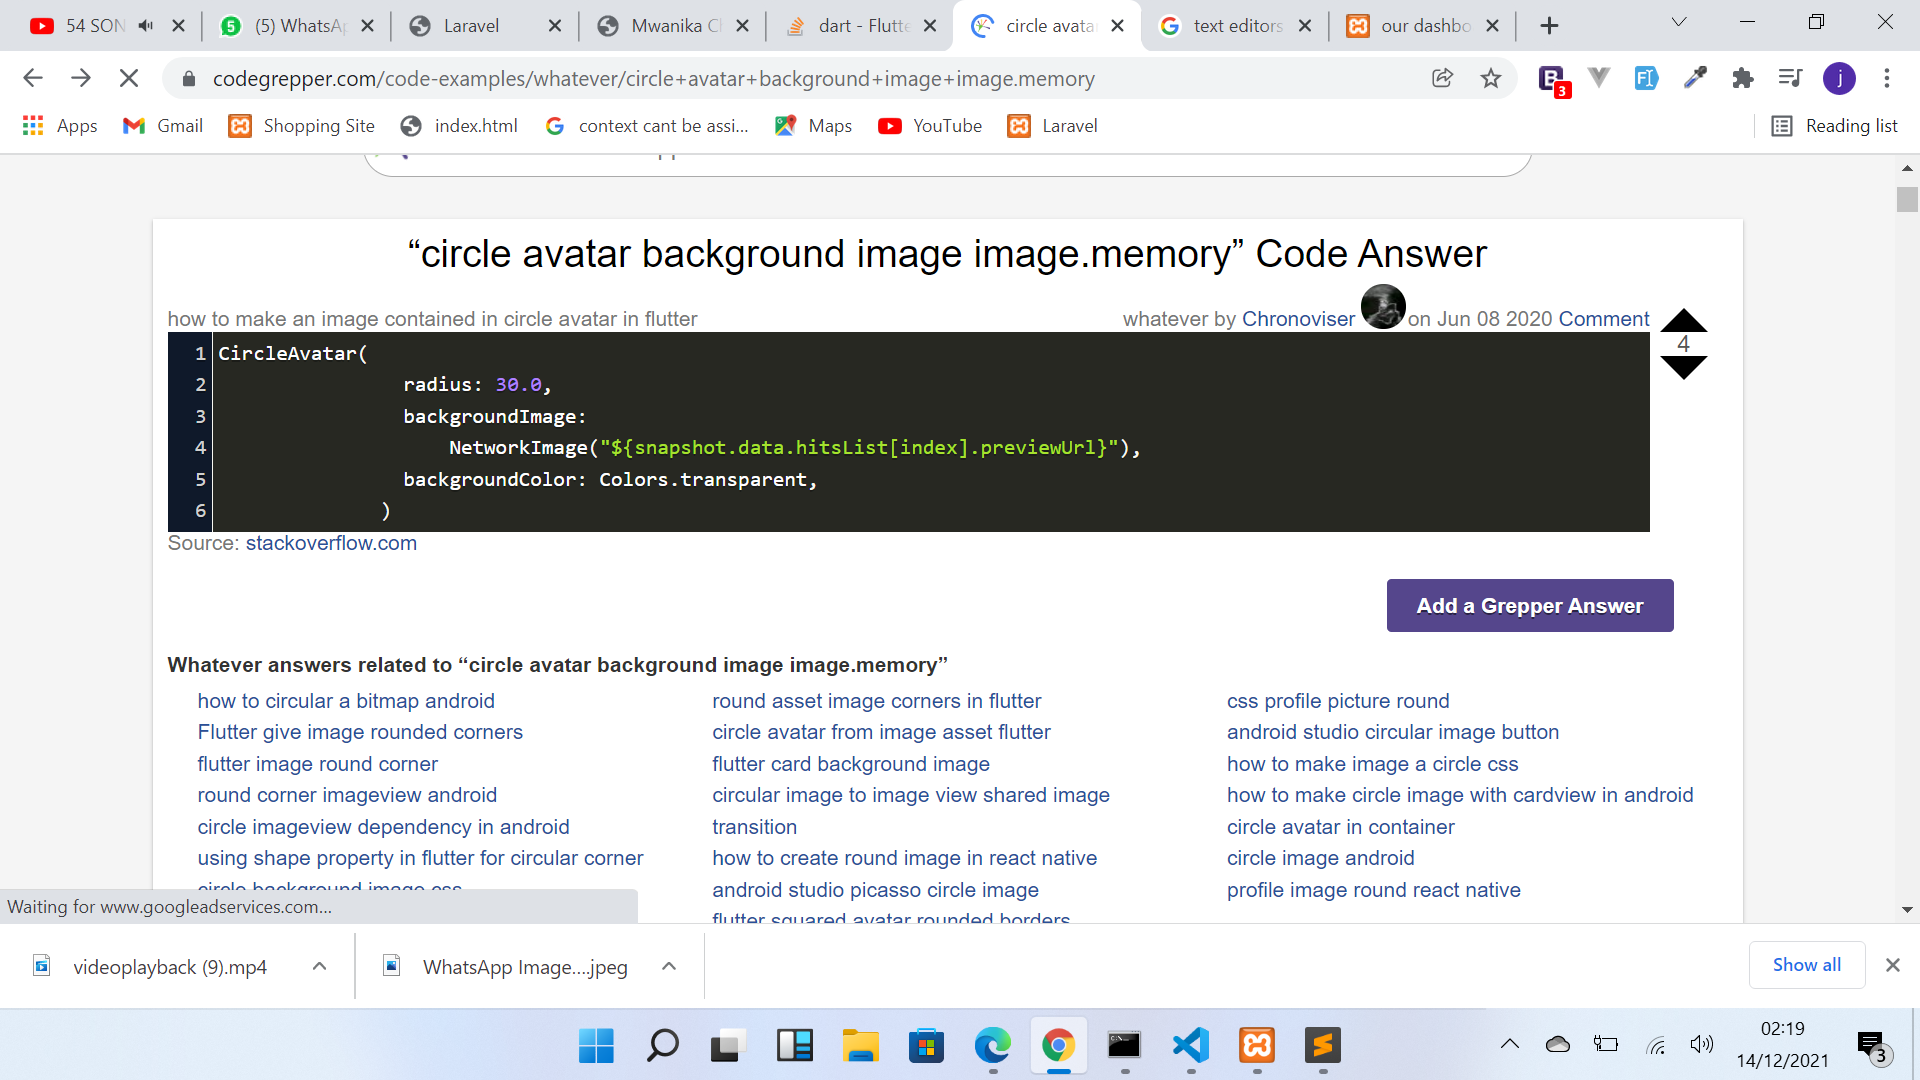 54 SON
(5) WhatsAp
Laravel
Mwanika Ch
dart - Flutte
circle avata
text editors
our dashbo
codegrepper.com/code-examples/whatever/circle+avatar+background+image+image.memory
3
j
Apps
Gmail
Shopping Site
index.html
context cant be assi...
Maps
YouTube
Laravel
Reading list
“circle avatar background image image.memory” Code Answer
how to make an image contained in circle avatar in flutter
whatever by Chronoviser on Jun 08 2020 Comment
4
1 CircleAvatar(
2 radius: 30.0,
3 backgroundImage:
4 NetworkImage("${snapshot.data.hitsList[index].previewUrl}"),
5 backgroundColor: Colors.transparent,
6 )
Source: stackoverflow.com
Add a Grepper Answer
Whatever answers related to “circle avatar background image image.memory”
how to circular a bitmap android
Flutter give image rounded corners
flutter image round corner
round corner imageview android
circle imageview dependency in android
using shape property in flutter for circular corner
circle background image css
round asset image corners in flutter
circle avatar from image asset flutter
flutter card background image
circular image to image view shared image
transition
how to create round image in react native
android studio picasso circle image
flutter squared avatar rounded borders
css profile picture round
android studio circular image button
how to make image a circle css
how to make circle image with cardview in android
circle avatar in container
circle image android
profile image round react native
Waiting for www.googleadservices.com...
videoplayback (9).mp4
WhatsApp Image....jpeg
Show all
02:19
14/12/2021
3